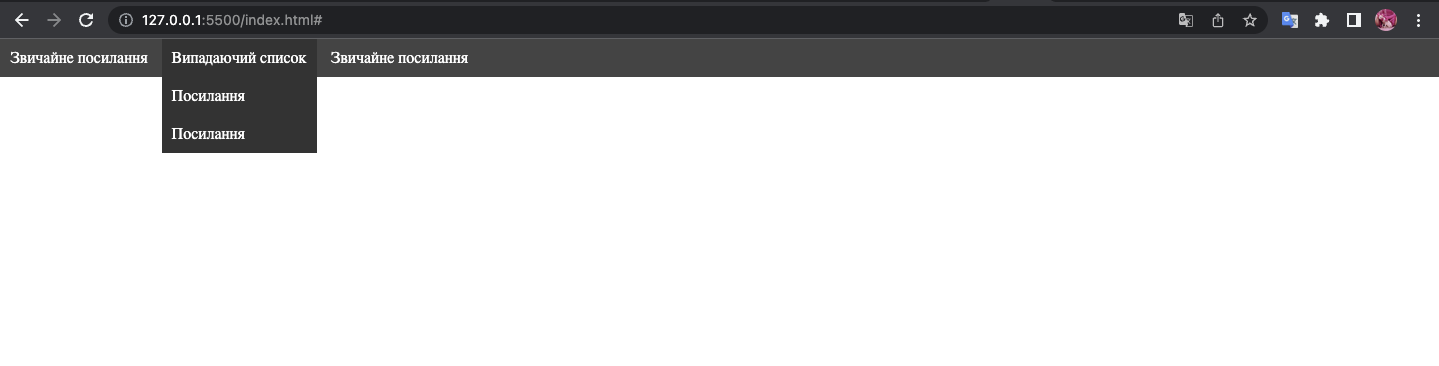 127.0.0.1:5500/index.html#
Звичайне посилання Випадаючий список Звичайне посилання
Посилання
Посилання